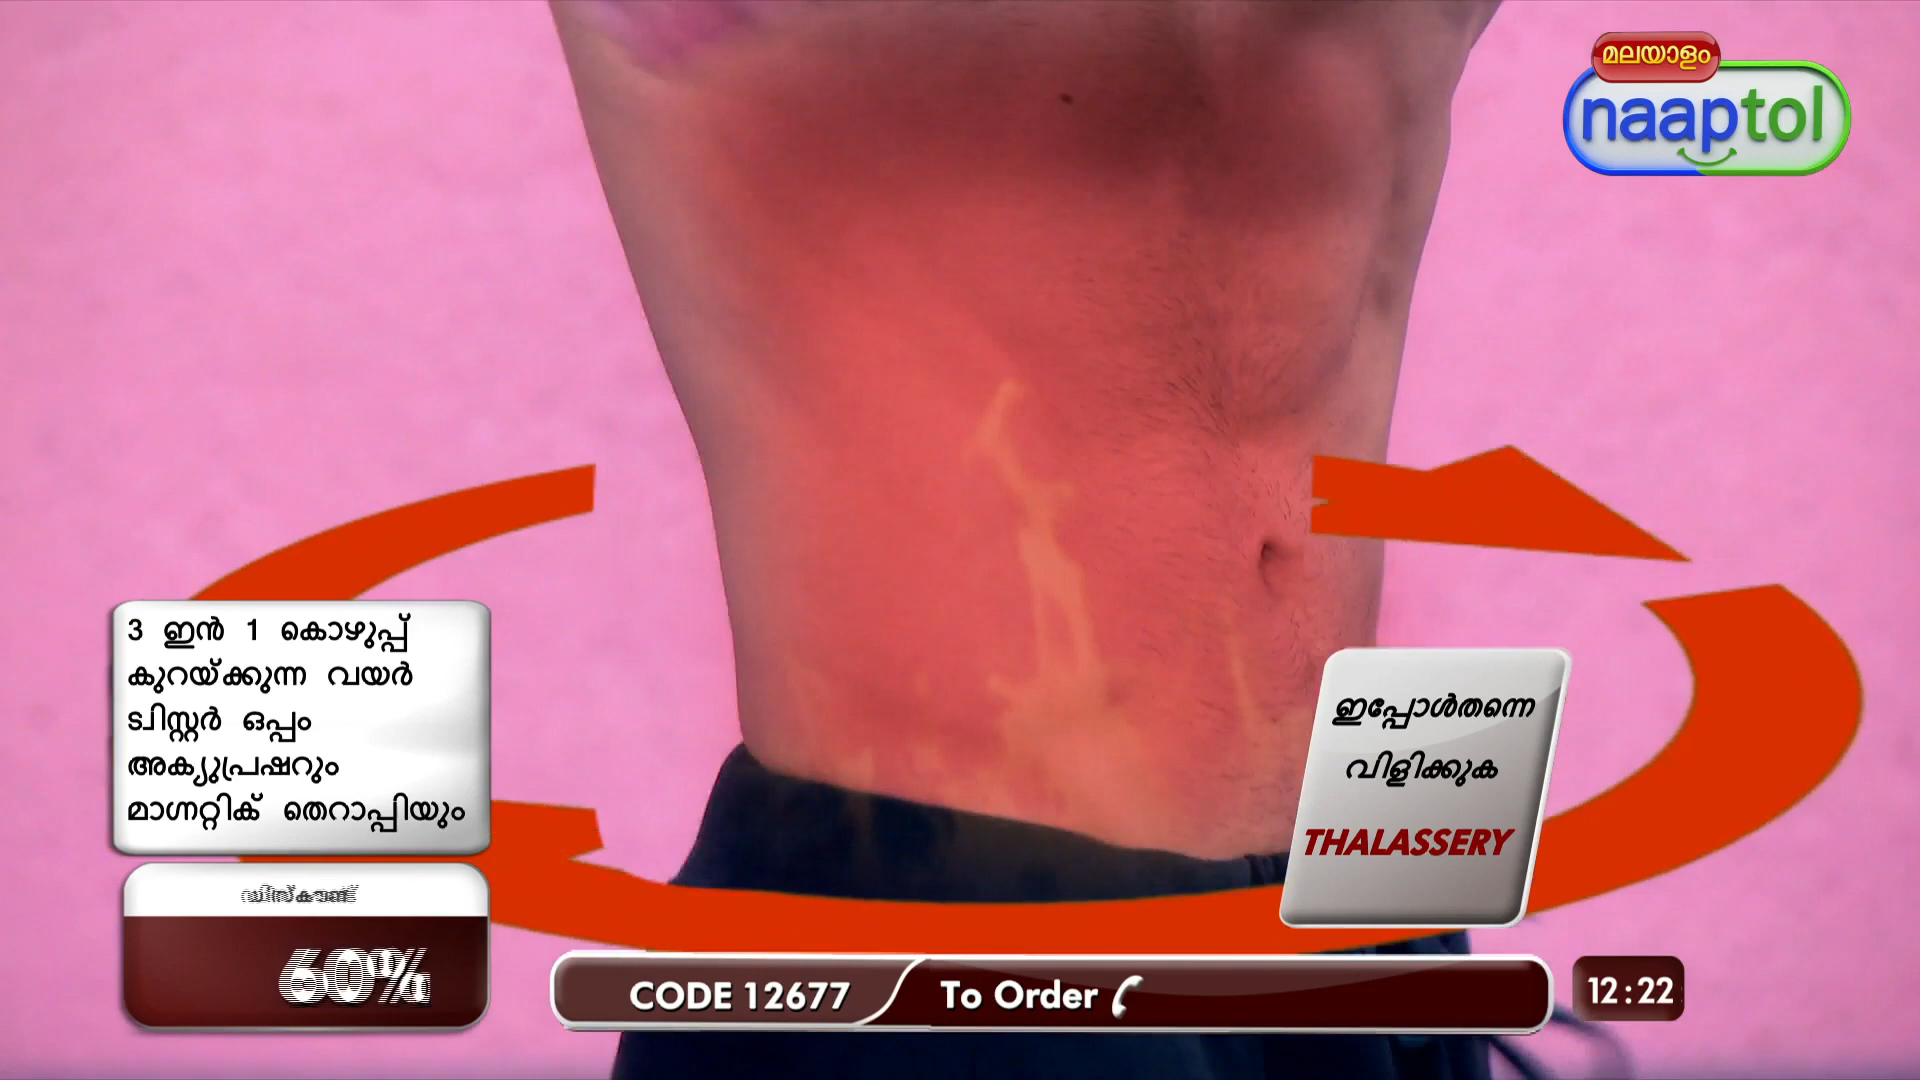 മലയാളം
naaptol
3 ഇൻ 1 കൊഴുപ്പ്
കുറയ്ക്കുന്ന വയർ
ട്വിസ്റ്റർ ഒപ്പം
അക്യുപ്രഷറും
മാഗ്നറ്റിക് തെറാപ്പിയും
ഡിസ്കൗണ്ട്
60%
ഇപ്പോൾതന്നെ
വിളിക്കുക
THALASSERY
CODE 12677
To Order
12:22